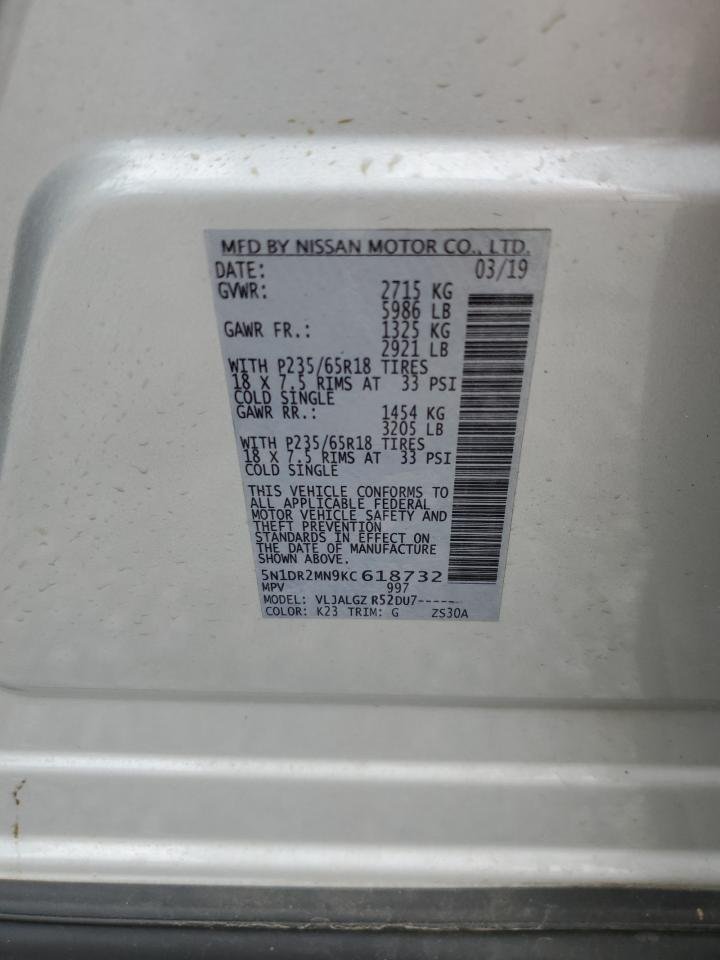 MFD BY NISSAN MOTOR CO., LTD.
DATE: 03/19
GVWR: 2715 KG
5986 LB
GAWR FR.: 1325 KG
2921 LB
WITH P235/65R18 TIRES
18 X 7.5 RIMS AT 33 PSI
COLD SINGLE
GAWR RR.: 1454 KG
3205 LB
WITH P235/65R18 TIRES
18 X 7.5 RIMS AT 33 PSI
COLD SINGLE
THIS VEHICLE CONFORMS TO
ALL APPLICABLE FEDERAL
MOTOR VEHICLE SAFETY AND
THEFT PREVENTION
STANDARDS IN EFFECT ON
THE DATE OF MANUFACTURE
SHOWN ABOVE.
5N1DR2MN9KC618732
MPV 997
MODEL: VLJALGZ R52DU7-----
COLOR: K23 TRIM: G ZS30A